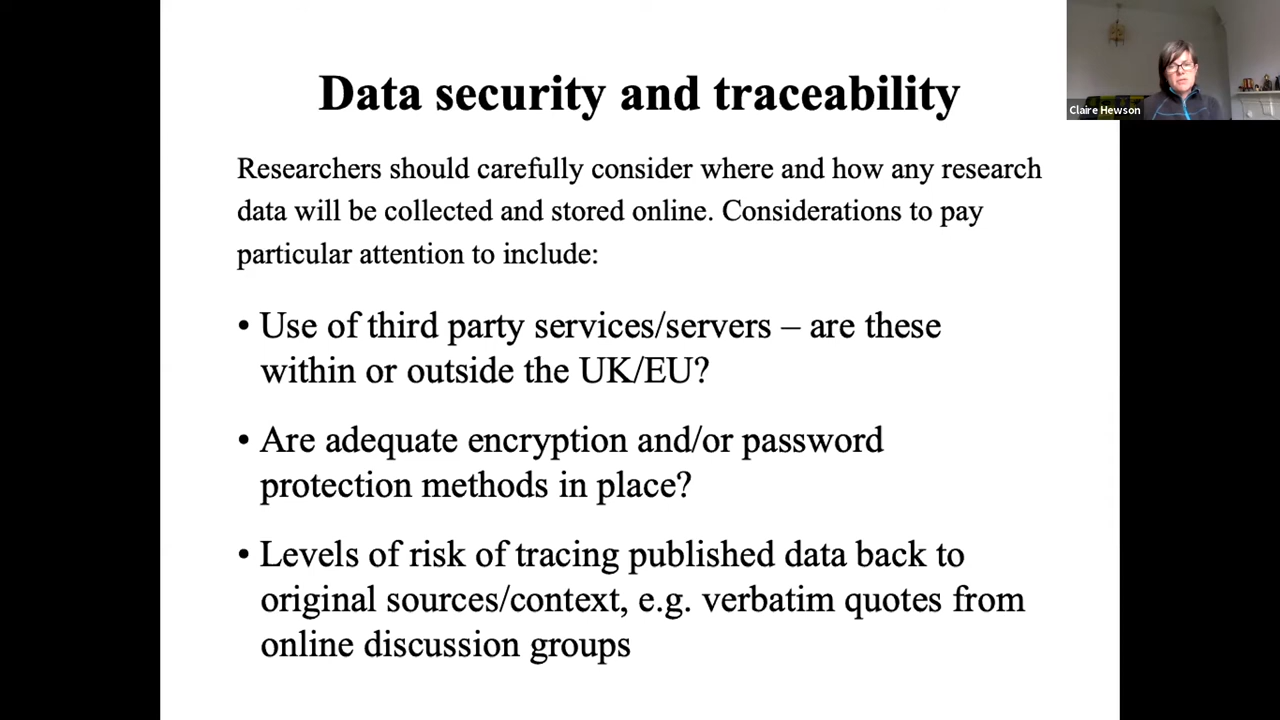 Data security and traceability
Claire Hewson
Researchers should carefully consider where and how any research
data will be collected and stored online. Considerations to pay
particular attention to include:
• Use of third party services/servers – are these
within or outside the UK/EU?
• Are adequate encryption and/or password
protection methods in place?
• Levels of risk of tracing published data back to
original sources/context, e.g. verbatim quotes from
online discussion groups